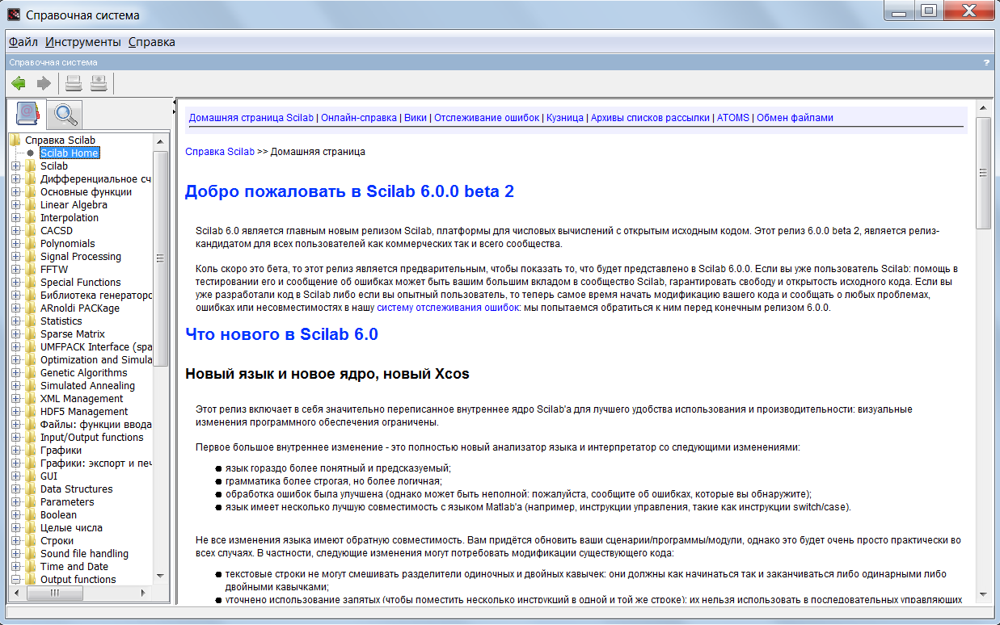 Справочная система
Файл Инструменты Справка
Справочная система ?
Справка Scilab
Scilab Home
Scilab
Дифференциальное сч
Основные функции
Linear Algebra
Interpolation
CACSD
Polynomials
Signal Processing
FFTW
Special Functions
Библиотека генераторс
ARnoldi PACKage
Statistics
Sparse Matrix
UMFPACK Interface (spa
Optimization and Simula
Genetic Algorithms
Simulated Annealing
XML Management
HDF5 Management
Файлы: функции ввода
Input/Output functions
Графики
Графики: экспорт и печ
GUI
Data Structures
Parameters
Boolean
Целые числа
Строки
Sound file handling
Time and Date
Output functions
Домашняя страница Scilab | Онлайн-справка | Вики | Отслеживание ошибок | Кузница | Архивы списков рассылки | ATOMS | Обмен файлами
Справка Scilab >> Домашняя страница
Добро пожаловать в Scilab 6.0.0 beta 2
Scilab 6.0 является главным новым релизом Scilab, платформы для числовых вычислений с открытым исходным кодом. Этот релиз 6.0.0 beta 2, является релиз-
кандидатом для всех пользователей как коммерческих так и всего сообщества.
Коль скоро это бета, то этот релиз является предварительным, чтобы показать то, что будет представлено в Scilab 6.0.0. Если вы уже пользователь Scilab: помощь в
тестировании его и сообщение об ошибках может быть вашим большим вкладом в сообщество Scilab, гарантировать свободу и открытость исходного кода. Если вы
уже разработали код в Scilab либо если вы опытный пользователь, то теперь самое время начать модификацию вашего кода и сообщать о любых проблемах,
ошибках или несовместимостях в нашу систему отслеживания ошибок: мы попытаемся обратиться к ним перед конечным релизом 6.0.0.
Что нового в Scilab 6.0
Новый язык и новое ядро, новый Xcos
Этот релиз включает в себя значительно переписанное внутреннее ядро Scilab'а для лучшего удобства использования и производительности: визуальные
изменения программного обеспечения ограничены.
Первое большое внутреннее изменение - это полностью новый анализатор языка и интерпретатор со следующими изменениями:
● язык гораздо более понятный и предсказуемый;
● грамматика более строгая, но более логичная;
● обработка ошибок была улучшена (однако может быть неполной: пожалуйста, сообщите об ошибках, которые вы обнаружите);
● язык имеет несколько лучшую совместимость с языком Matlab'а (например, инструкции управления, такие как инструкции switch/case).
Не все изменения языка имеют обратную совместимость. Вам придётся обновить ваши сценарии/программы/модули, однако это будет очень просто практически во
всех случаях. В частности, следующие изменения могут потребовать модификации существующего кода:
● текстовые строки не могут смешивать разделители одиночных и двойных кавычек: они должны как начинаться так и заканчиваться либо одинарными либо
двойными кавычками;
● уточнено использование запятых (чтобы поместить несколько инструкций в одной и той же строке): их нельзя использовать в последовательных управляющих